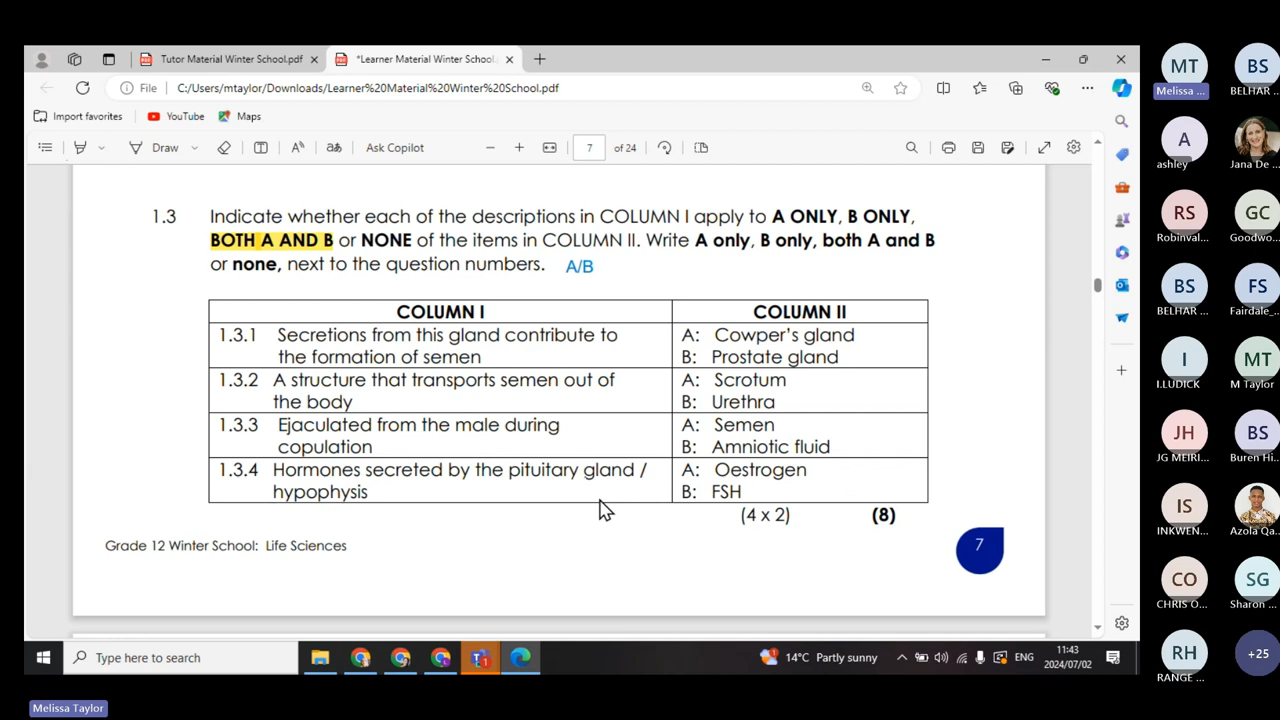 Tutor Material Winter School.pdf
*Learner Material Winter School.
File
C:/Users/mtaylor/Downloads/Learner%20Material%20Winter%20School.pdf
Import favorites
YouTube
Maps
Draw
Ask Copilot
7 of 24
1.3 Indicate whether each of the descriptions in COLUMN I apply to A ONLY, B ONLY,
BOTH A AND B or NONE of the items in COLUMN II. Write A only, B only, both A and B
or none, next to the question numbers. A/B
COLUMN I COLUMN II
1.3.1 Secretions from this gland contribute to
the formation of semen
A: Cowper's gland
B: Prostate gland
1.3.2 A structure that transports semen out of
the body
A: Scrotum
B: Urethra
1.3.3 Ejaculated from the male during
copulation
A: Semen
B: Amniotic fluid
1.3.4 Hormones secreted by the pituitary gland /
hypophysis
A: Oestrogen
B: FSH
(4 x 2) (8)
Grade 12 Winter School: Life Sciences
7
Type here to search
14°C Partly sunny
ENG
11:43
2024/07/02
Melissa Taylor
MT
Melissa ...
BS
BELHAR ...
A
ashley
Jana De ...
RS
Robinval...
GC
Goodwo...
BS
BELHAR ...
FS
Fairdale_...
I
I.LUDICK
MT
M Taylor
JH
JG MEIRI...
BS
Buren Hi...
IS
INKWEN...
Azola Qa...
CO
CHRIS O...
SG
Sharon ...
RH
RANGE ...
+25